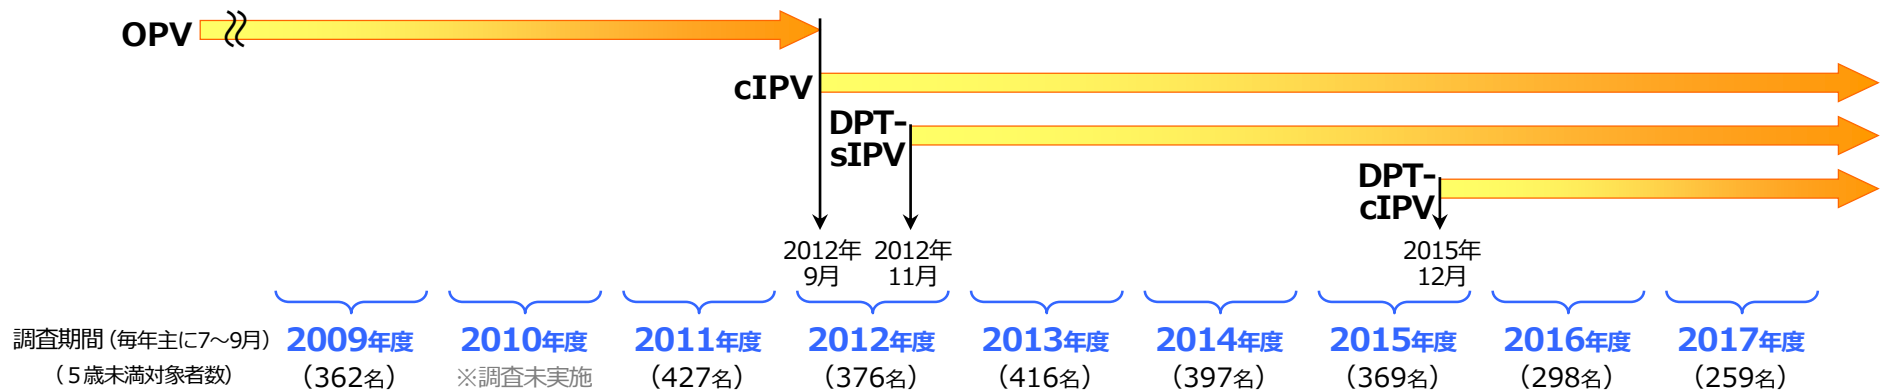 OPV
cIPV
DPT-
sIPV
DPT-
cIPV
2012年
9月
2012年
11月
2015年
12月
調査期間（毎年主に7～9月）
2009年度 2010年度 2011年度 2012年度 2013年度 2014年度 2015年度 2016年度 2017年度
（５歳未満対象者数）
（362名） ※調査未実施 （427名） （376名） （416名） （397名） （369名） （298名） （259名）